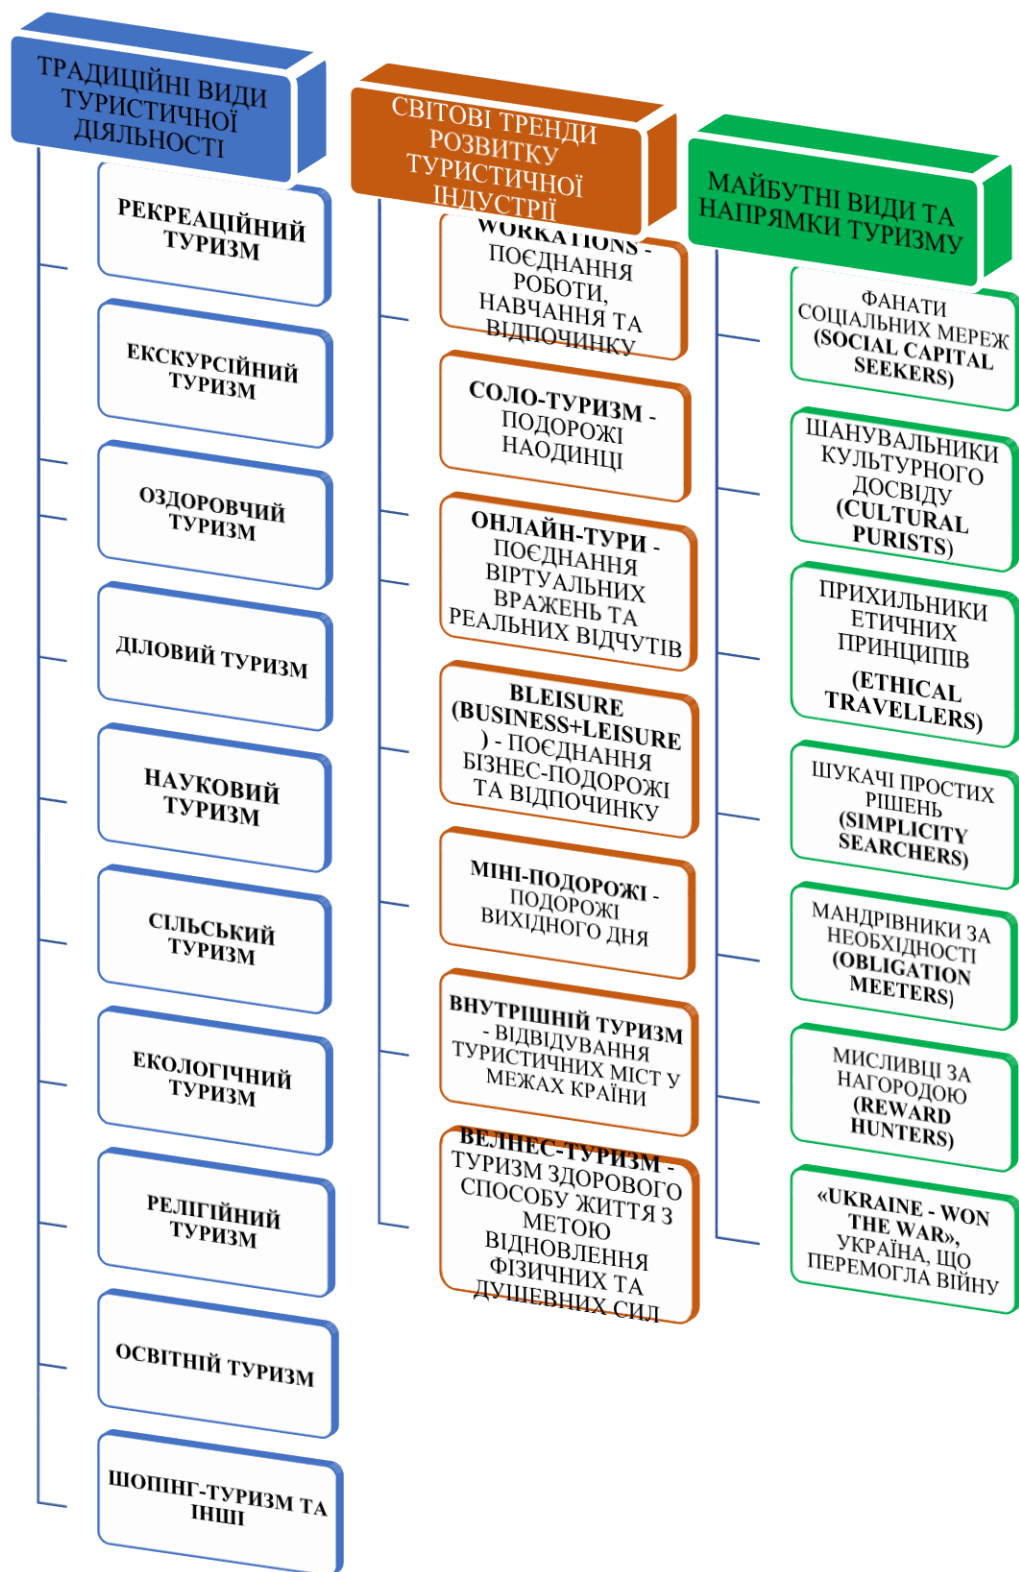 ТРАДИЦІЙНІ ВИДИ
ТУРИСТИЧНОЇ
ДІЯЛЬНОСТІ
РЕКРЕАЦІЙНИЙ
ТУРИЗМ
ЕКСКУРСІЙНИЙ
ТУРИЗМ
ОЗДОРОВЧИЙ
ТУРИЗМ
ДІЛОВИЙ ТУРИЗМ
НАУКОВИЙ
ТУРИЗМ
СІЛЬСЬКИЙ
ТУРИЗМ
ЕКОЛОГІЧНИЙ
ТУРИЗМ
РЕЛІГІЙНИЙ
ТУРИЗМ
ОСВІТНІЙ ТУРИЗМ
ШОПІНГ-ТУРИЗМ ТА
ІНШІ
СВІТОВІ ТРЕНДИ
РОЗВИТКУ
ТУРИСТИЧНОЇ
ІНДУСТРІЇ
WORKATIONS -
ПОЄДНАННЯ
РОБОТИ,
НАВЧАННЯ ТА
ВІДПОЧИНКУ
СОЛО-ТУРИЗМ -
ПОДОРОЖІ
НАОДИНЦІ
ОНЛАЙН-ТУРИ -
ПОЄДНАННЯ
ВІРТУАЛЬНИХ
ВРАЖЕНЬ ТА
РЕАЛЬНИХ ВІДЧУТІВ
BLEISURE
(BUSINESS+LEISURE
) - ПОЄДНАННЯ
БІЗНЕС-ПОДОРОЖІ
ТА ВІДПОЧИНКУ
МІНІ-ПОДОРОЖІ -
ПОДОРОЖІ
ВИХІДНОГО ДНЯ
ВНУТРІШНІЙ ТУРИЗМ
- ВІДВІДУВАННЯ
ТУРИСТИЧНИХ МІСТ У
МЕЖАХ КРАЇНИ
ВЕЛНЕС-ТУРИЗМ -
ТУРИЗМ ЗДОРОВОГО
СПОСОБУ ЖИТТЯ З
МЕТОЮ
ВІДНОВЛЕННЯ
ФІЗИЧНИХ ТА
ДУШЕВНИХ СИЛ
МАЙБУТНІ ВИДИ ТА
НАПРЯМКИ ТУРИЗМУ
ФАНАТИ
СОЦІАЛЬНИХ МЕРЕЖ
(SOCIAL CAPITAL
SEEKERS)
ШАНУВАЛЬНИКИ
КУЛЬТУРНОГО
ДОСВІДУ
(CULTURAL
PURISTS)
ПРИХИЛЬНИКИ
ЕТИЧНИХ
ПРИНЦИПІВ
(ETHICAL
TRAVELLERS)
ШУКАЧІ ПРОСТИХ
РІШЕНЬ
(SIMPLICITY
SEARCHERS)
МАНДРІВНИКИ ЗА
НЕОБХІДНОСТІ
(OBLIGATION
MEETERS)
МИСЛИВЦІ ЗА
НАГОРОДОЮ
(REWARD
HUNTERS)
«UKRAINE - WON
THE WAR»,
УКРАЇНА, ЩО
ПЕРЕМОГЛА ВІЙНУ